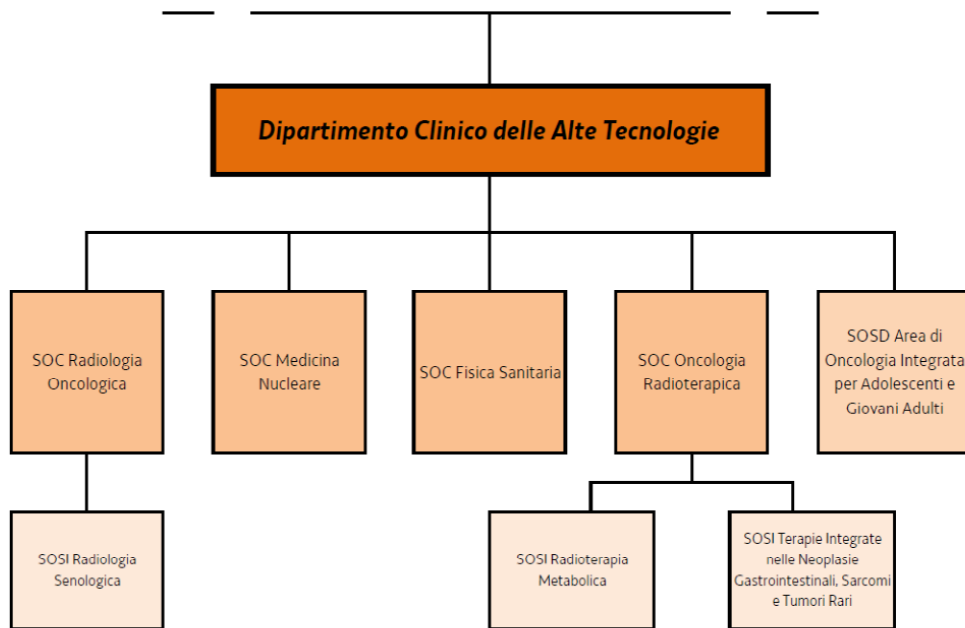 Dipartimento Clinico delle Alte Tecnologie
SOC Radiologia
Oncologica
SOC Medicina
Nucleare
SOC Fisica Sanitaria
SOC Oncologia
Radioterapica
SOSD Area di
Oncologia Integrata
per Adolescenti e
Giovani Adulti
SOSI Radiologia
Senologica
SOSI Radioterapia
Metabolica
SOSI Terapie Integrate
nelle Neoplasie
Gastrointestinali, Sarcomi
e Tumori Rari